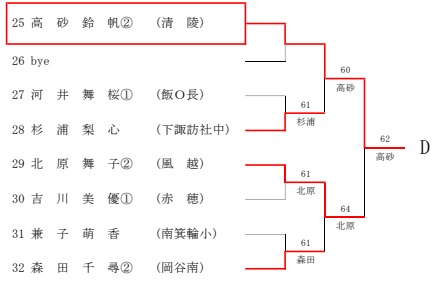 25 高 砂 鈴 帆② （清 陵）
60
26 bye
高砂
27 河 井 舞 桜① （飯O長）
61
28 杉 浦 梨 心 （下諏訪社中）
杉浦
62
D
高砂
29 北 原 舞 子② （風 越）
61
30 吉 川 美 優① （赤 穂）
北原
64
31 兼 子 萌 香 （南箕輪小）
北原
61
32 森 田 千 尋② （岡谷南）
森田